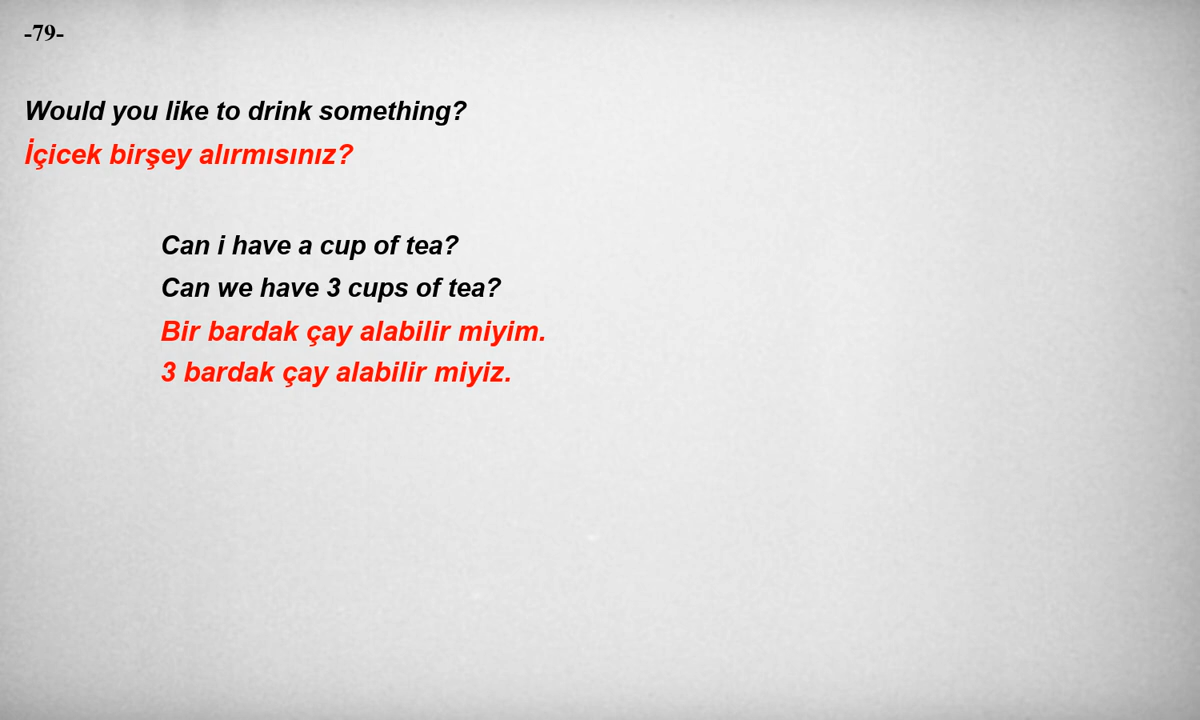 -79-
Would you like to drink something?
İçicek birşey alırmısınız?
Can i have a cup of tea?
Can we have 3 cups of tea?
Bir bardak çay alabilir miyim.
3 bardak çay alabilir miyiz.